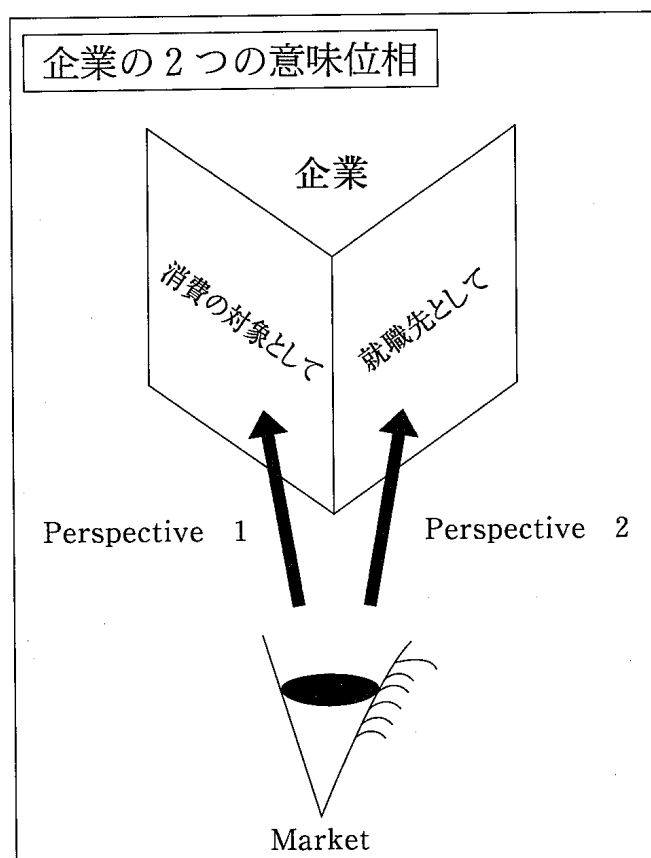 企業の2つの意味位相
企業
消費の対象として
就職先として
Perspective 1
Perspective 2
Market